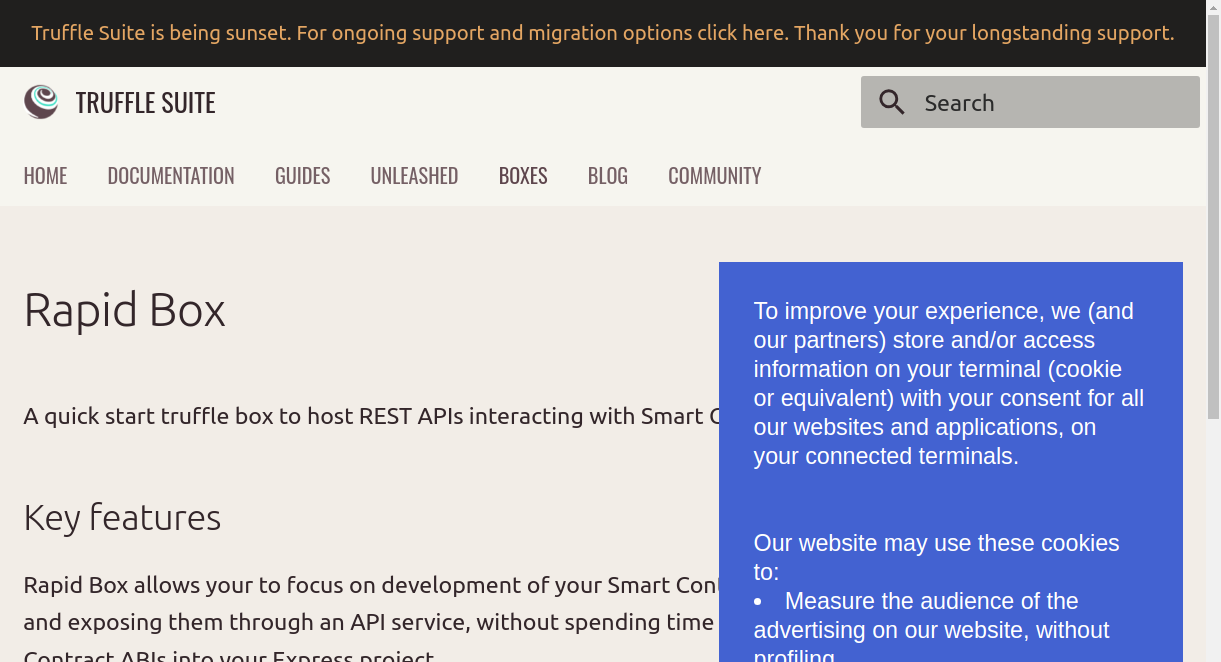 Truffle Suite is being sunset. For ongoing support and migration options click here. Thank you for your longstanding support.
TRUFFLE SUITE
Search
HOME DOCUMENTATION GUIDES UNLEASHED BOXES BLOG COMMUNITY
Rapid Box
A quick start truffle box to host REST APIs interacting with Smart
Key features
Rapid Box allows your to focus on development of your Smart
and exposing them through an API service, without spending time
Contract ABIs into your Express project.
To improve your experience, we (and
our partners) store and/or access
information on your terminal (cookie
or equivalent) with your consent for all
our websites and applications, on
your connected terminals.
Our website may use these cookies
to:
• Measure the audience of the
advertising on our website, without
profiling